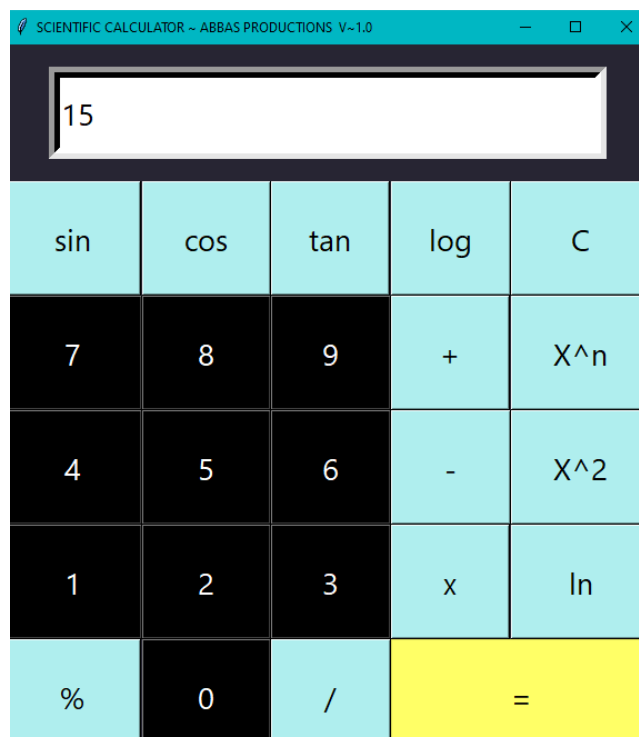 SCIENTIFIC CALCULATOR ~ ABBAS PRODUCTIONS V~1.0
15
sin cos tan log C
7 8 9 + X^n
4 5 6 - X^2
1 2 3 x ln
% 0 / =